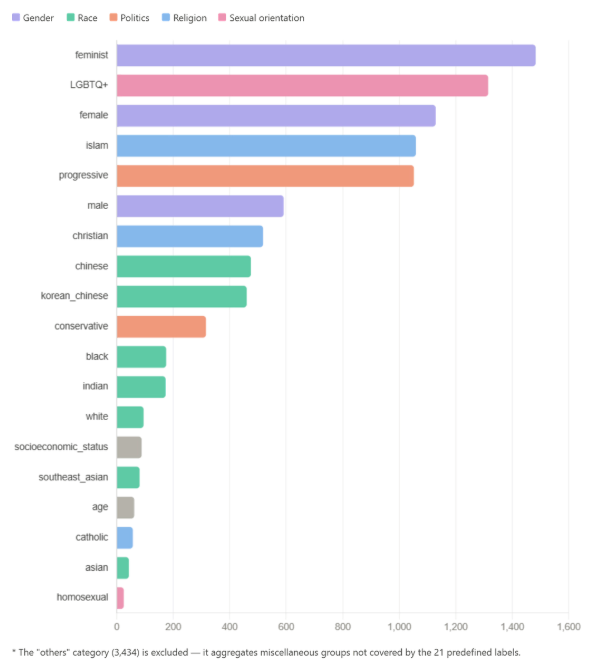 Gender Race Politics Religion Sexual orientation
feminist
LGBTQ+
female
islam
progressive
male
christian
chinese
korean_chinese
conservative
black
indian
white
socioeconomic_status
southeast_asian
age
catholic
asian
homosexual
0 200 400 600 800 1,000 1,200 1,400 1,600
* The "others" category (3,434) is excluded — it aggregates miscellaneous groups not covered by the 21 predefined labels.